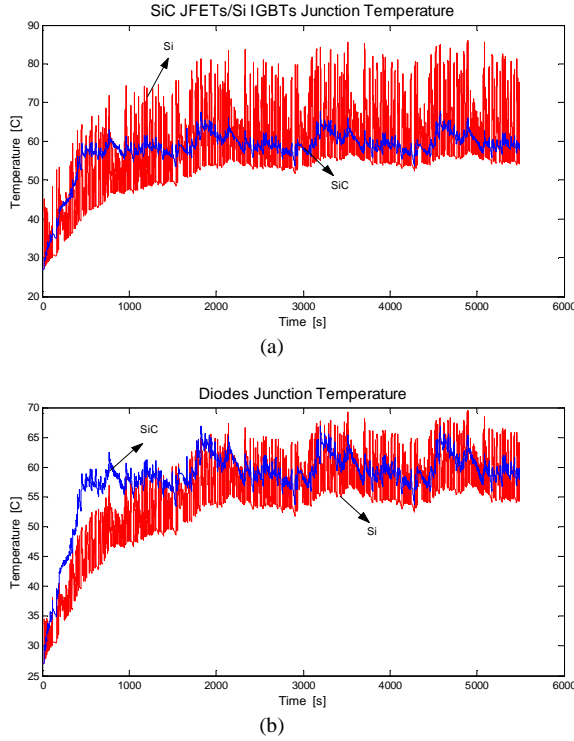 SiC JFETs/Si IGBTs Junction Temperature
90
80
70
60
50
40
30
20
Temperature [C]
Si
SiC
0 1000 2000 3000 4000 5000 6000
Time [s]
(a)
Diodes Junction Temperature
70
65
60
55
50
45
40
35
30
25
Temperature [C]
SiC
Si
0 1000 2000 3000 4000 5000 6000
Time [s]
(b)